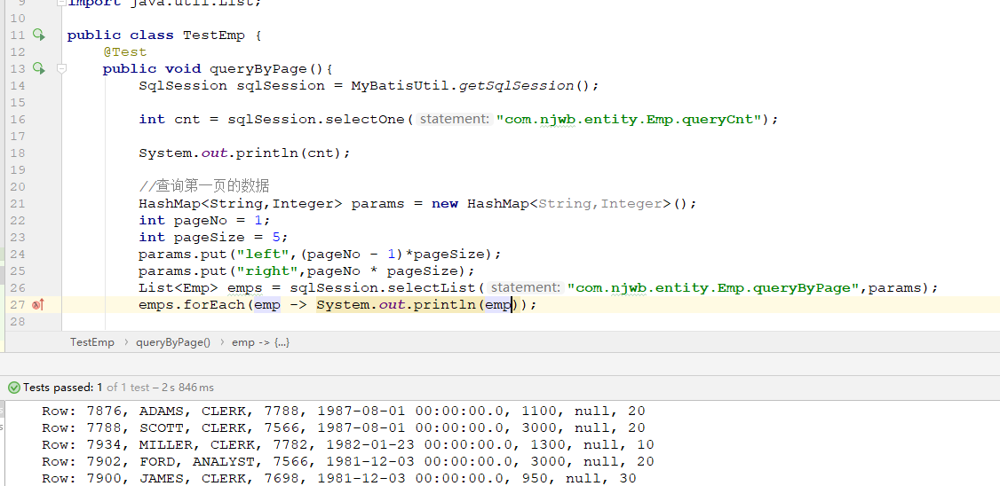 9 import java.util.List;
10
11 public class TestEmp {
12 @Test
13 public void queryByPage(){
14 SqlSession sqlSession = MyBatisUtil.getSqlSession();
15
16 int cnt = sqlSession.selectOne( statement: "com.njwb.entity.Emp.queryCnt");
17
18 System.out.println(cnt);
19
20 //查询第一页的数据
21 HashMap<String,Integer> params = new HashMap<String,Integer>();
22 int pageNo = 1;
23 int pageSize = 5;
24 params.put("left",(pageNo - 1)*pageSize);
25 params.put("right",pageNo * pageSize);
26 List<Emp> emps = sqlSession.selectList( statement: "com.njwb.entity.Emp.queryByPage",params);
27 emps.forEach(emp -> System.out.println(emp));
28
TestEmp › queryByPage() › emp -> {...}
Tests passed: 1 of 1 test – 2 s 846 ms
Row: 7876, ADAMS, CLERK, 7788, 1987-08-01 00:00:00.0, 1100, null, 20
Row: 7788, SCOTT, CLERK, 7566, 1987-08-01 00:00:00.0, 3000, null, 20
Row: 7934, MILLER, CLERK, 7782, 1982-01-23 00:00:00.0, 1300, null, 10
Row: 7902, FORD, ANALYST, 7566, 1981-12-03 00:00:00.0, 3000, null, 20
Row: 7900, JAMES, CLERK, 7698, 1981-12-03 00:00:00.0, 950, null, 30